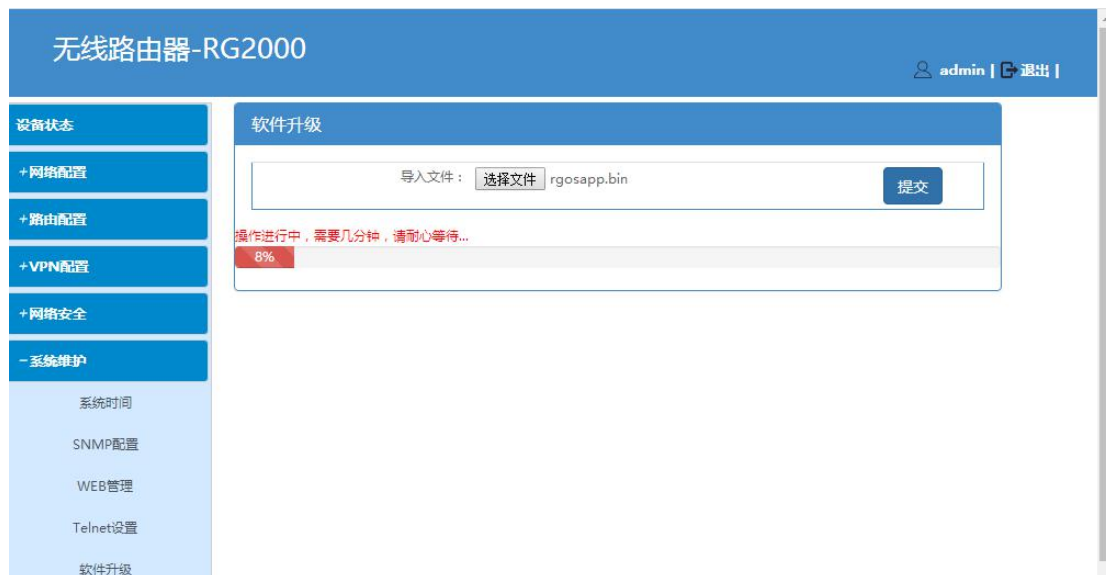 无线路由器-RG2000
admin | 退出 |
设备状态
+网络配置
+路由配置
+VPN配置
+网络安全
-系统维护
系统时间
SNMP配置
WEB管理
Telnet设置
软件升级
软件升级
导入文件： 选择文件 rgosapp.bin 提交
操作进行中，需要几分钟，请耐心等待...
8%